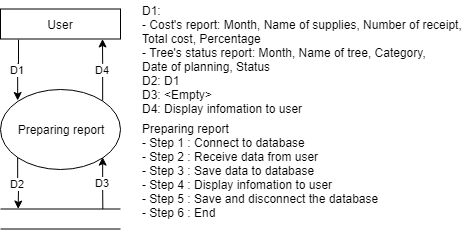 User
D1
D4
Preparing report
D2
D3
D1:
- Cost's report: Month, Name of supplies, Number of receipt,
Total cost, Percentage
- Tree's status report: Month, Name of tree, Category,
Date of planning, Status
D2: D1
D3: <Empty>
D4: Display infomation to user
Preparing report
- Step 1 : Connect to database
- Step 2 : Receive data from user
- Step 3 : Save data to database
- Step 4 : Display infomation to user
- Step 5 : Save and disconnect the database
- Step 6 : End